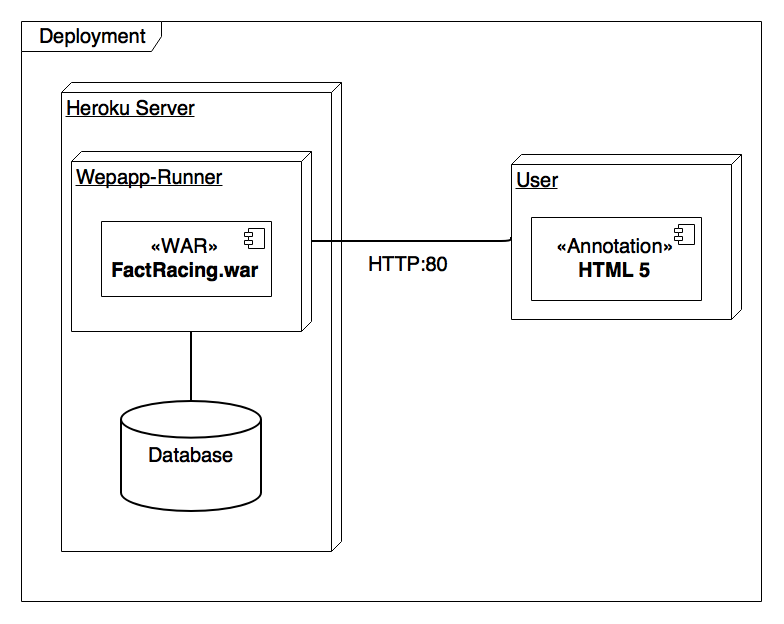 Deployment
Heroku Server
Wepapp-Runner
«WAR»
FactRacing.war
HTTP:80
User
«Annotation»
HTML 5
Database